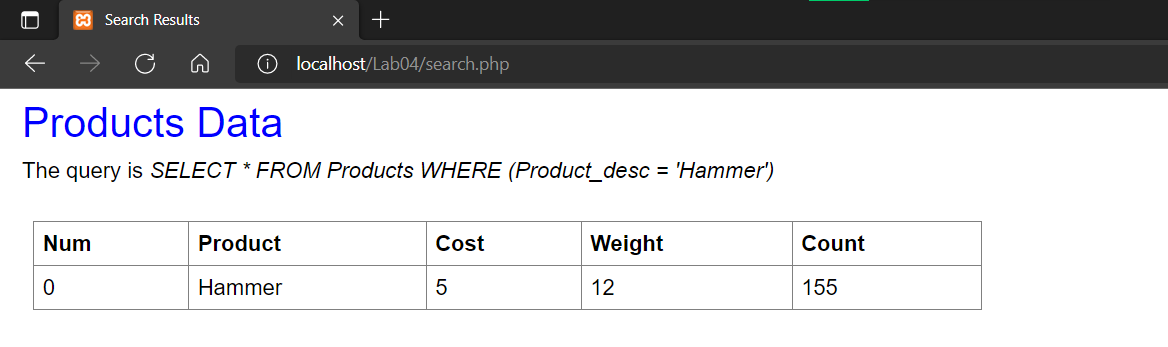 Search Results
localhost/Lab04/search.php
Products Data
The query is SELECT * FROM Products WHERE (Product_desc = 'Hammer')
Num Product Cost Weight Count
0 Hammer 5 12 155